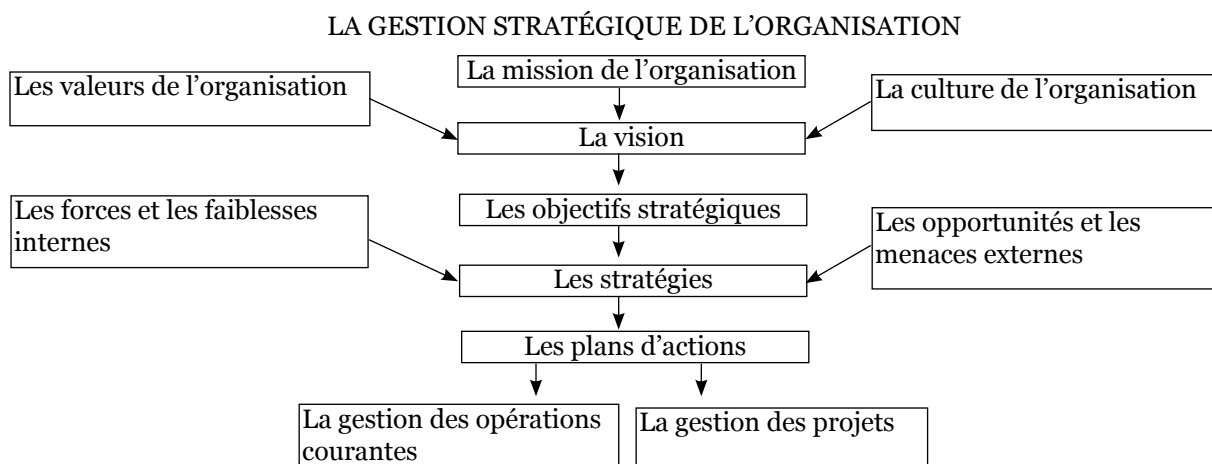 LA GESTION STRATÉGIQUE DE L’ORGANISATION
La mission de l’organisation
Les valeurs de l’organisation
La culture de l’organisation
La vision
Les objectifs stratégiques
Les forces et les faiblesses
internes
Les opportunités et les
menaces externes
Les stratégies
Les plans d’actions
La gestion des opérations
courantes
La gestion des projets